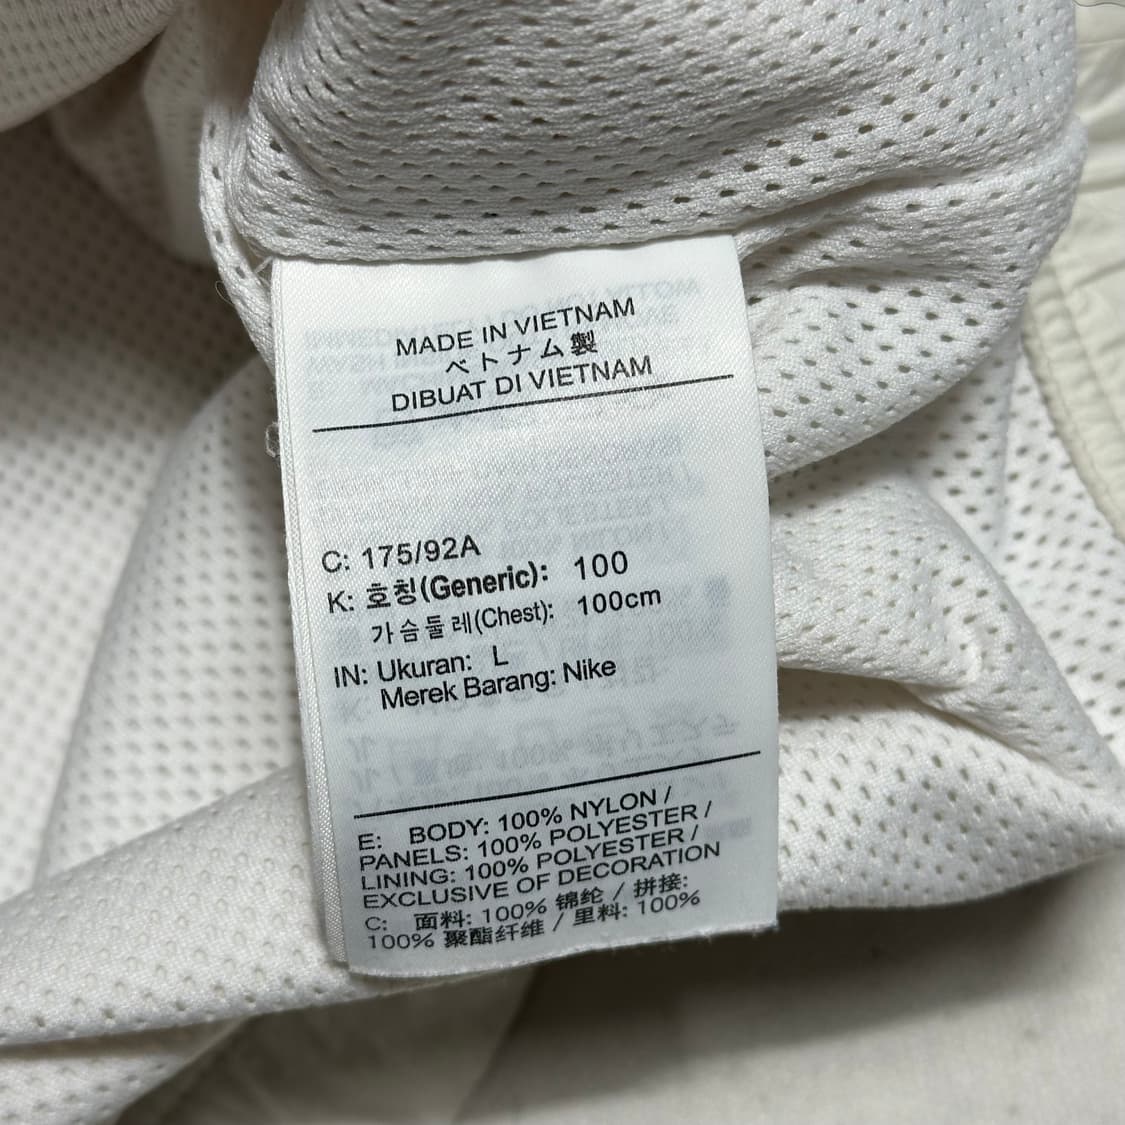 MADE IN VIETNAM
ベトナム製
DIBUAT DI VIETNAM
C: 175/92A
K: 호칭(Generic): 100
가슴둘레(Chest): 100cm
IN: Ukuran: L
Merek Barang: Nike
E: BODY: 100% NYLON /
PANELS: 100% POLYESTER /
LINING: 100% POLYESTER /
EXCLUSIVE OF DECORATION
C: 面料: 100% 锦纶 / 拼接:
100% 聚酯纤维 / 里料: 100%